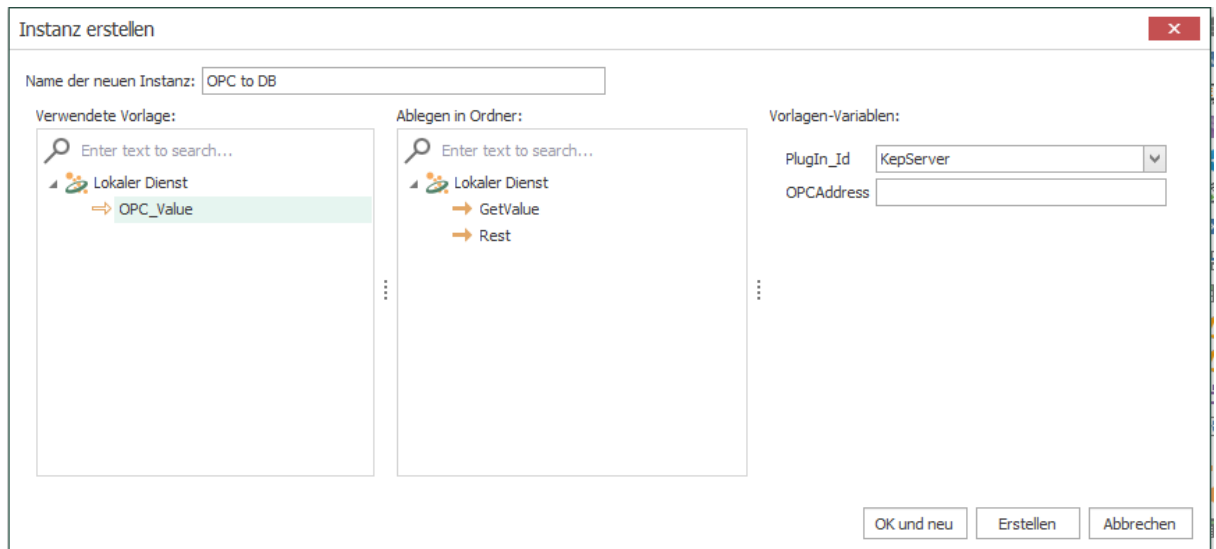 Instanz erstellen
Name der neuen Instanz: OPC to DB
Verwendete Vorlage:
Enter text to search...
Lokaler Dienst
OPC_Value
Ablegen in Ordner:
Enter text to search...
Lokaler Dienst
GetValue
Rest
Vorlagen-Variablen:
PlugIn_Id KepServer
OPCAddress
OK und neu Erstellen Abbrechen